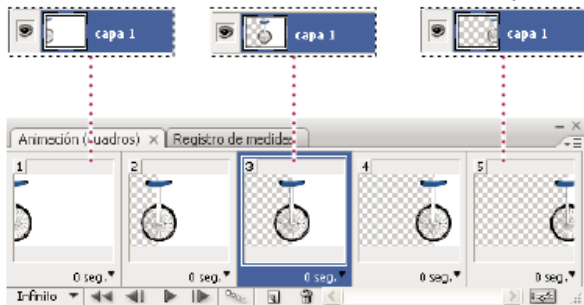 capa 1 capa 1 capa 1
Animación (cuadros) × Registro de medidas
1 2 3 4 5
0 seg. 0 seg. 0 seg. 0 seg. 0 seg.
Infinito